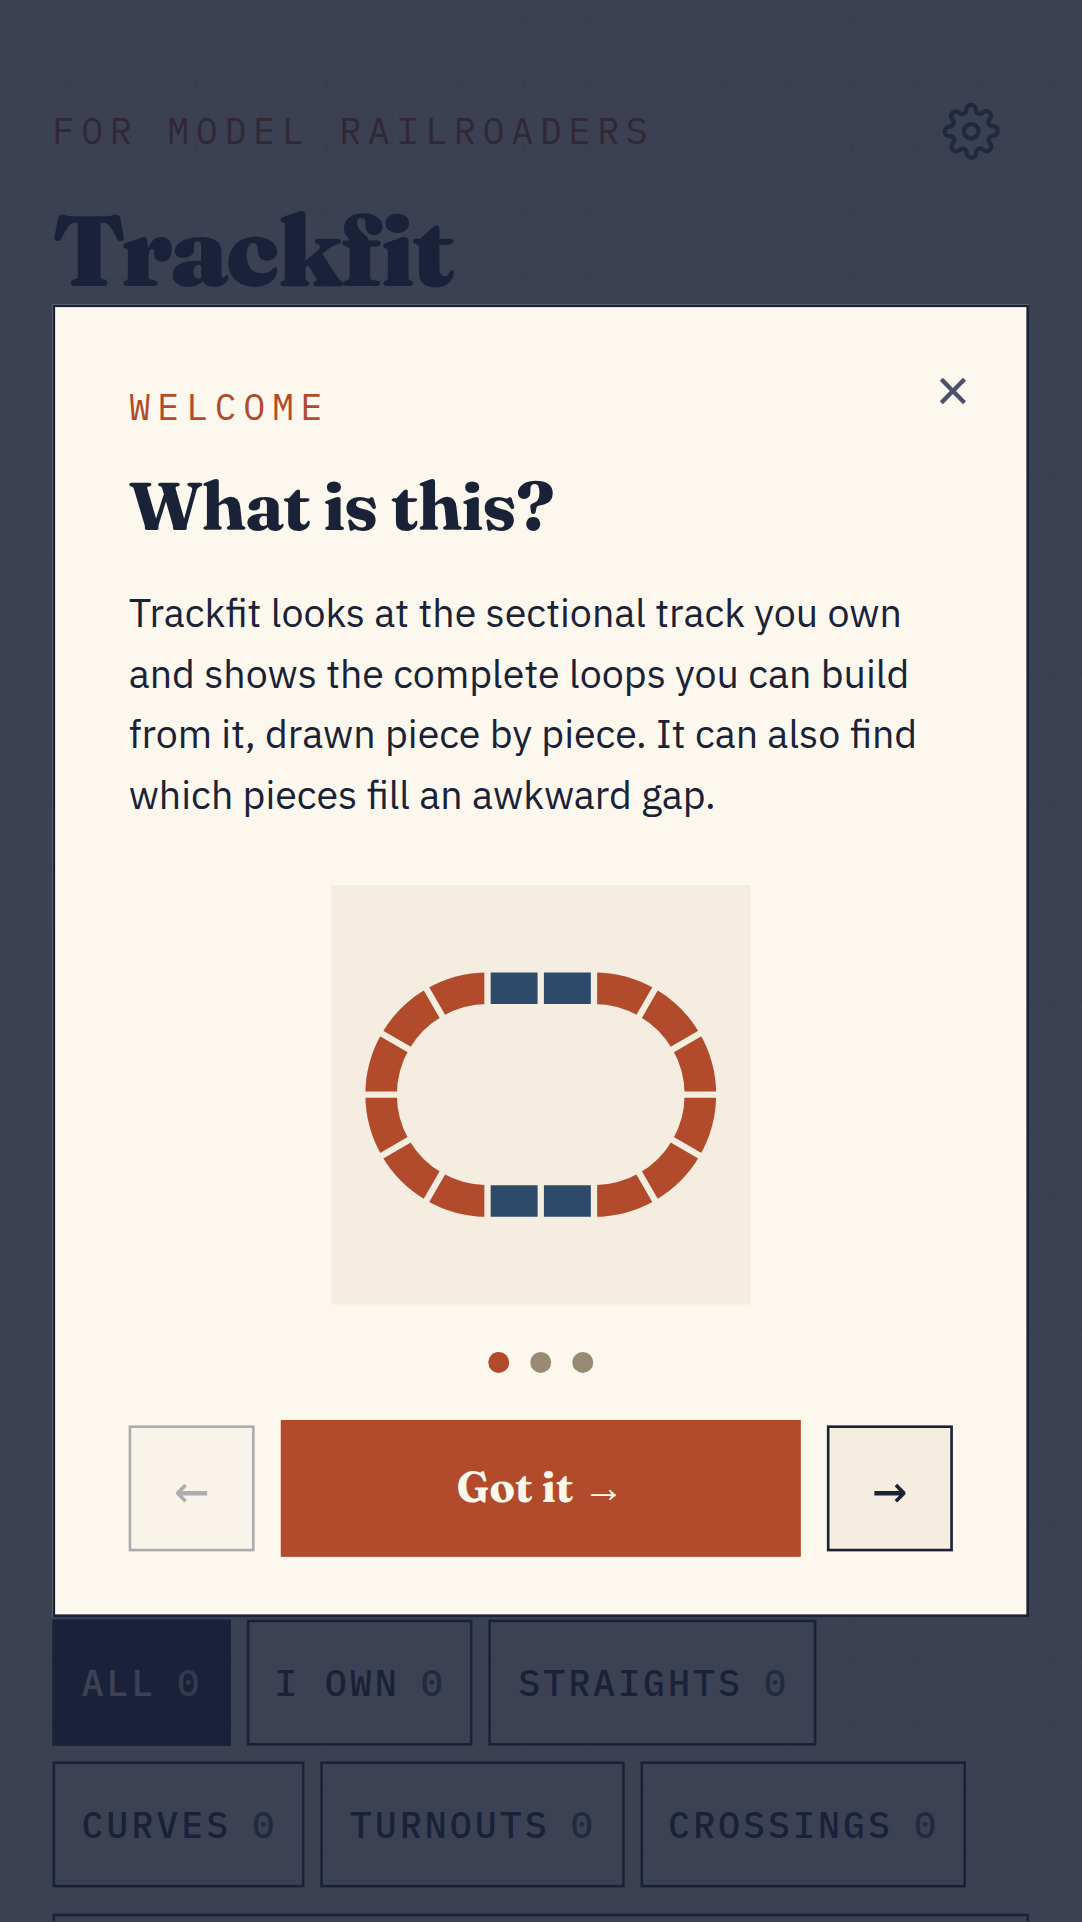 FOR MODEL RAILROADERS
Trackfit
WELCOME
×
What is this?
Trackfit looks at the sectional track you own
and shows the complete loops you can build
from it, drawn piece by piece. It can also find
which pieces fill an awkward gap.
← Got it → →
ALL 0 I OWN 0 STRAIGHTS 0
CURVES 0 TURNOUTS 0 CROSSINGS 0